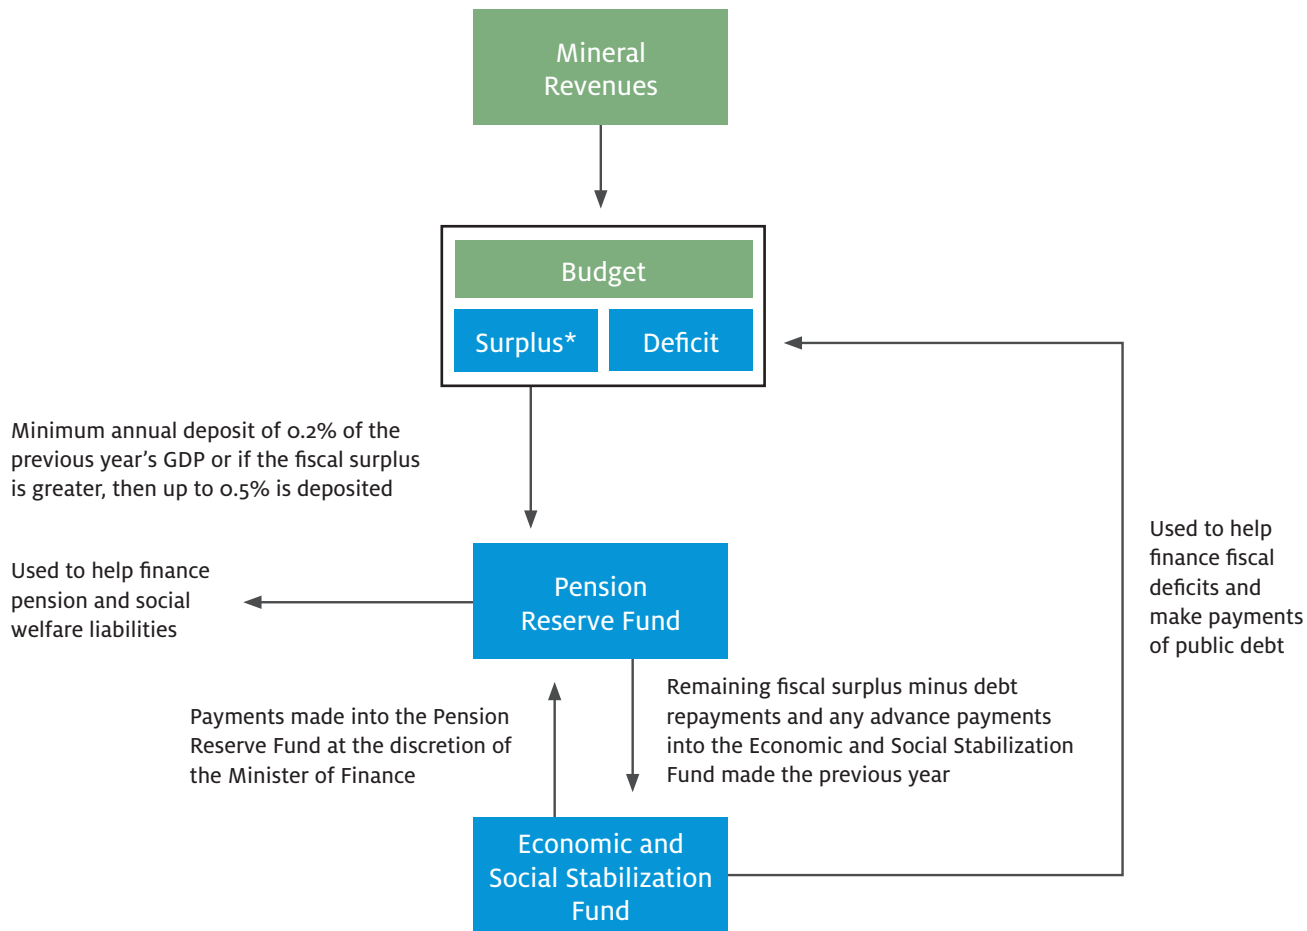 Mineral
Revenues
Budget
Surplus*
Deficit
Minimum annual deposit of 0.2% of the
previous year’s GDP or if the fiscal surplus
is greater, then up to 0.5% is deposited
Used to help
finance fiscal
deficits and
make payments
of public debt
Used to help finance
pension and social
welfare liabilities
Pension
Reserve Fund
Payments made into the Pension
Reserve Fund at the discretion of
the Minister of Finance
Remaining fiscal surplus minus debt
repayments and any advance payments
into the Economic and Social Stabilization
Fund made the previous year
Economic and
Social Stabilization
Fund